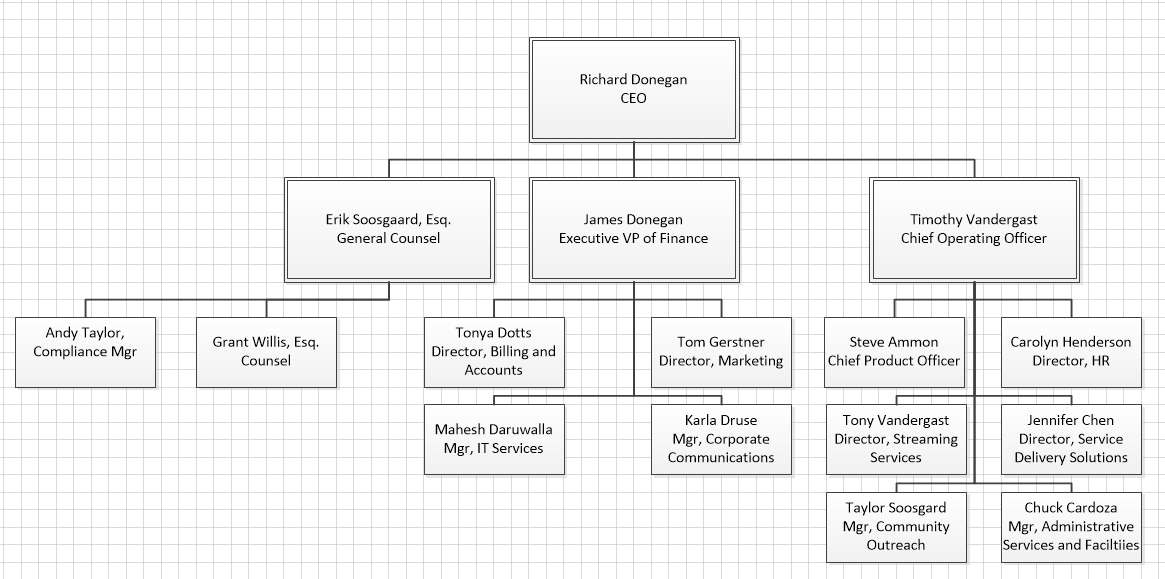 Richard Donegan
CEO
Erik Soosgaard, Esq.
General Counsel
James Donegan
Executive VP of Finance
Timothy Vandergast
Chief Operating Officer
Andy Taylor,
Compliance Mgr
Grant Willis, Esq.
Counsel
Tonya Dotts
Director, Billing and
Accounts
Tom Gerstner
Director, Marketing
Steve Ammon
Chief Product Officer
Carolyn Henderson
Director, HR
Mahesh Daruwalla
Mgr, IT Services
Karla Druse
Mgr, Corporate
Communications
Tony Vandergast
Director, Streaming
Services
Jennifer Chen
Director, Service
Delivery Solutions
Taylor Soosgard
Mgr, Community
Outreach
Chuck Cardoza
Mgr, Administrative
Services and Faciltiies